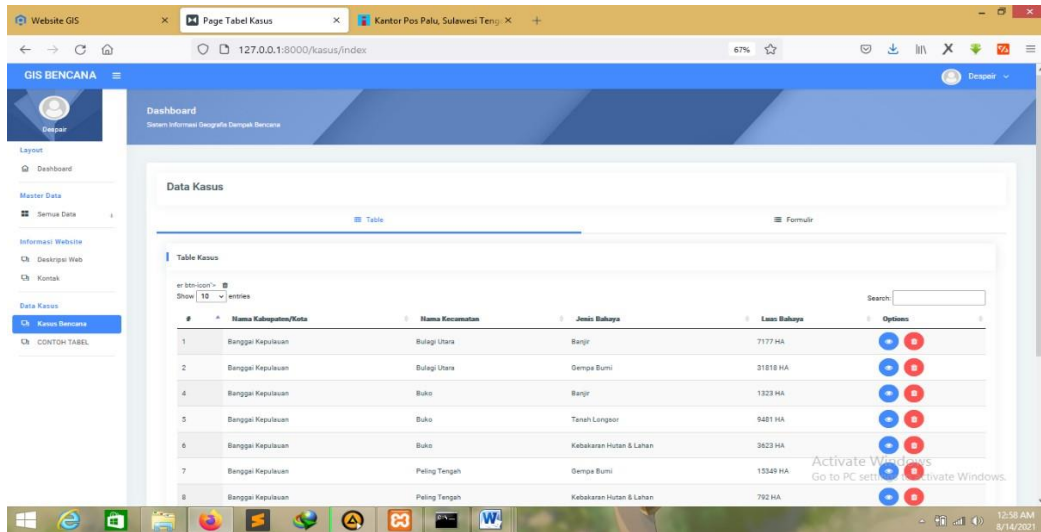 Website GIS
Page Tabel Kasus
Kantor Pos Palu, Sulawesi Teng
127.0.0.1:8000/kasus/index
67%
GIS BENCANA
Despair
Despair
Dashboard
Sistem Informasi Geografis Dampak Bencana
Layout
Dashboard
Master Data
Semua Data
Informasi Website
Deskripsi Web
Kontak
Data Kasus
Kasus Bencana
CONTOH TABEL
Data Kasus
Table Formulir
Table Kasus
er btn-icon'>
Show 10 entries
Search:
# Nama Kabupaten/Kota Nama Kecamatan Jenis Bahaya Luas Bahaya Options
1 Banggai Kepulauan Bulagi Utara Banjir 7177 HA
2 Banggai Kepulauan Bulagi Utara Gempa Bumi 31818 HA
4 Banggai Kepulauan Buko Banjir 1323 HA
5 Banggai Kepulauan Buko Tanah Longsor 9481 HA
6 Banggai Kepulauan Buko Kebakaran Hutan & Lahan 3623 HA
7 Banggai Kepulauan Peling Tengah Gempa Bumi 15349 HA
8 Banggai Kepulauan Peling Tengah Kebakaran Hutan & Lahan 792 HA
Activate Windows
Go to PC settings to activate Windows.
12:58 AM
8/14/2021